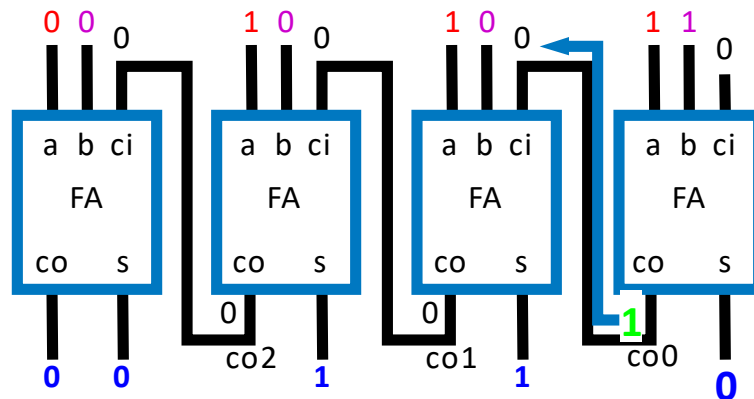 0 0 0 1 0 0 1 0 0 1 1 0
a b ci a b ci a b ci a b ci
FA FA FA FA
co s co s co s co s
0 0 1
co2 co1 co0
0 0 1 1 0